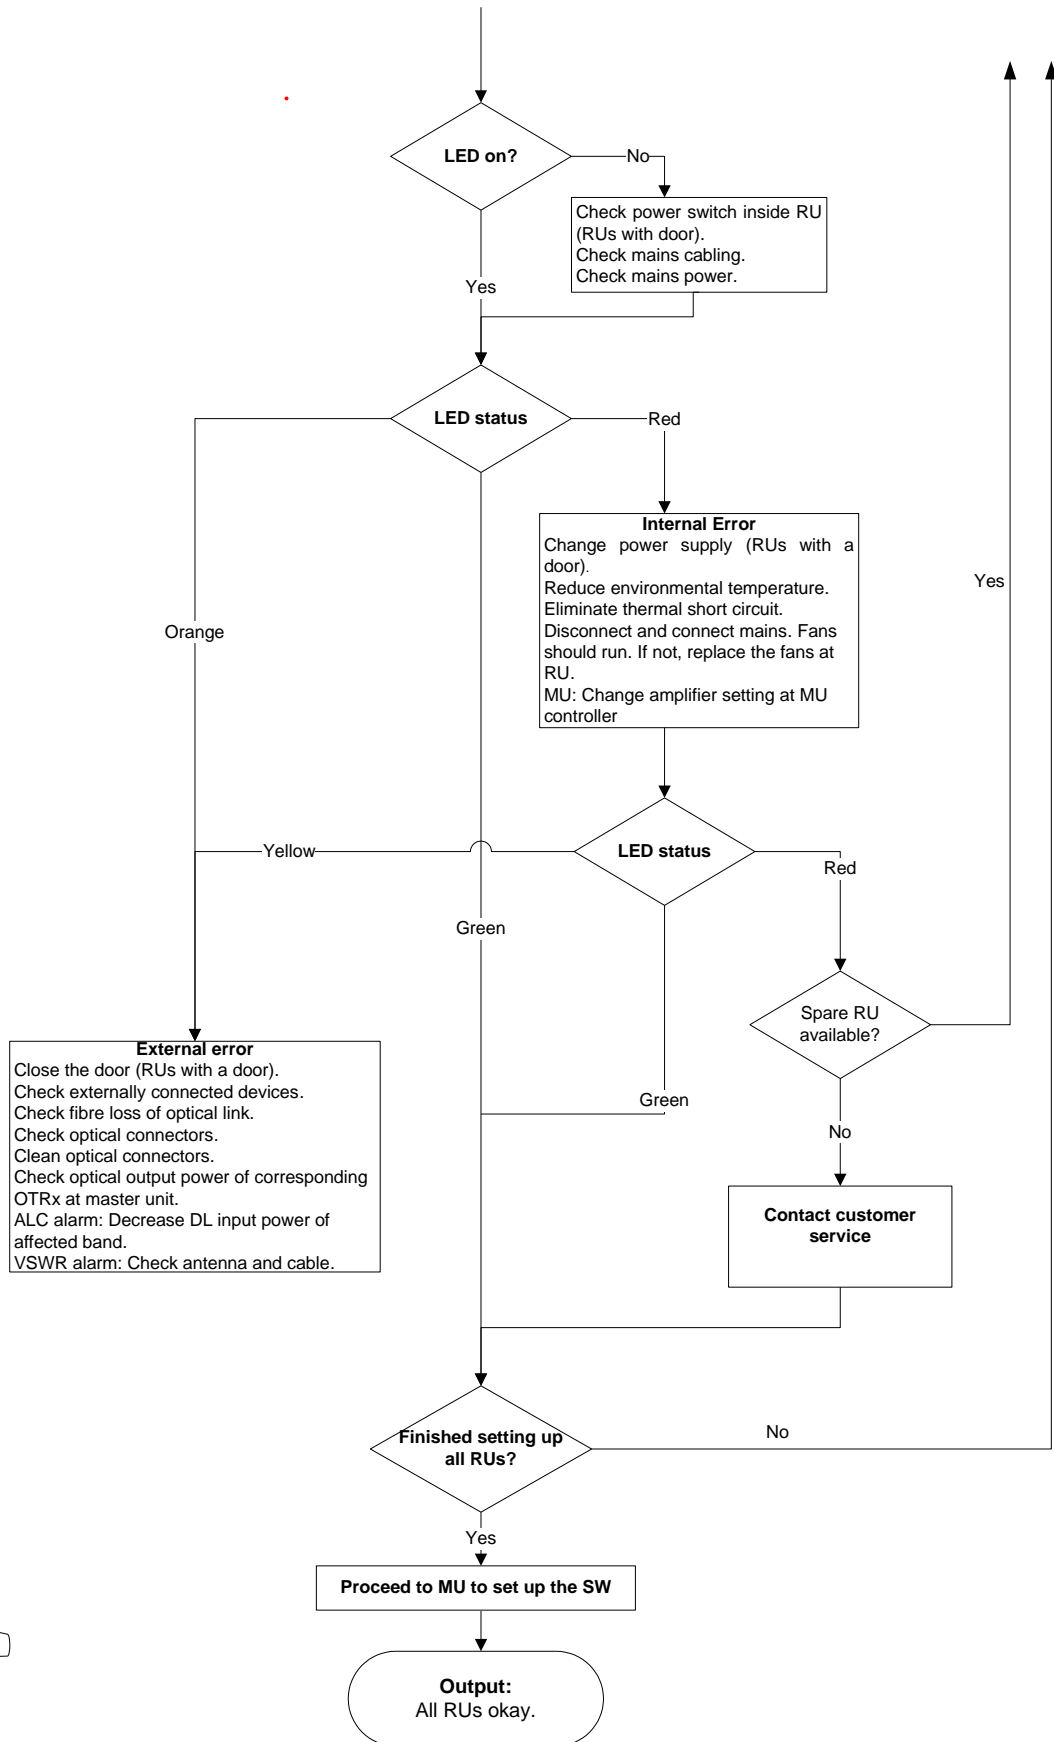 LED on?
No
Check power switch inside RU
(RUs with door).
Check mains cabling.
Check mains power.
Yes
LED status
Red
Internal Error
Change power supply (RUs with a
door).
Reduce environmental temperature.
Eliminate thermal short circuit.
Disconnect and connect mains. Fans
should run. If not, replace the fans at
RU.
MU: Change amplifier setting at MU
controller
Yes
Orange
Yellow
LED status
Red
Green
Spare RU
available?
External error
Close the door (RUs with a door).
Check externally connected devices.
Check fibre loss of optical link.
Check optical connectors.
Clean optical connectors.
Check optical output power of corresponding
OTRx at master unit.
ALC alarm: Decrease DL input power of
affected band.
VSWR alarm: Check antenna and cable.
Green
No
Contact customer
service
Finished setting up
all RUs?
No
Yes
Proceed to MU to set up the SW
Output:
All RUs okay.